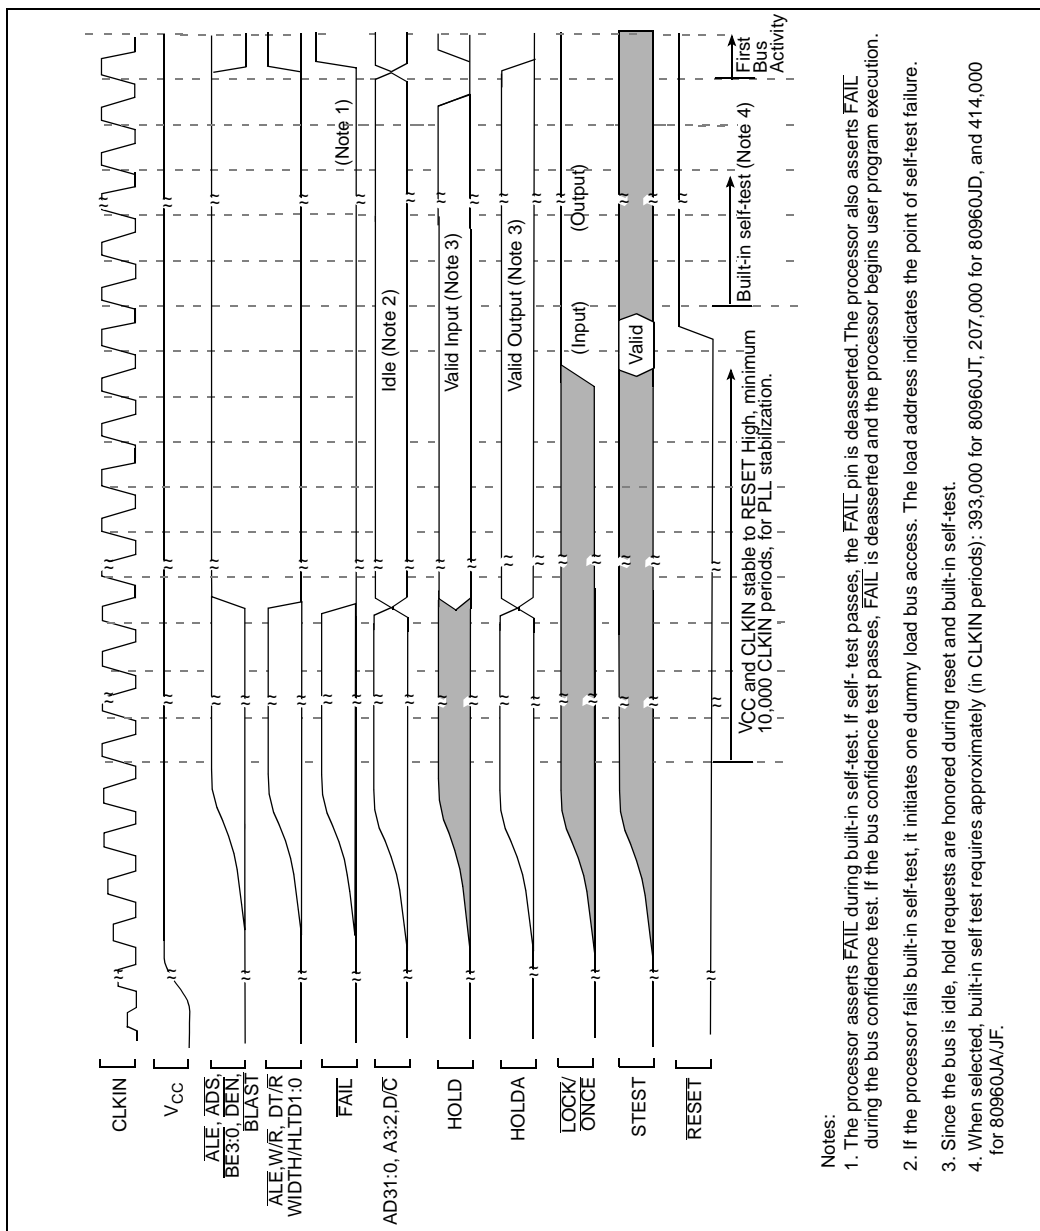 CLKIN
VCC
ALE, ADS,
BE3:0, DEN,
BLAST
ALE,W/R, DT/R
WIDTH/HLTD1:0
FAIL
AD31:0, A3:2,D/C
HOLD
HOLDA
LOCK/
ONCE
STEST
RESET
(Note 1)
Idle (Note 2)
Valid Input (Note 3)
Valid Output (Note 3)
(Input)
(Output)
Valid
VCC and CLKIN stable to RESET High, minimum
10,000 CLKIN periods, for PLL stabilization.
Built-in self-test (Note 4)
First
Bus
Activity
Notes:
1. The processor asserts FAIL during built-in self-test. If self- test passes, the FAIL pin is deasserted.The processor also asserts FAIL
during the bus confidence test. If the bus confidence test passes, FAIL is deasserted and the processor begins user program execution.
2. If the processor fails built-in self-test, it initiates one dummy load bus access. The load address indicates the point of self-test failure.
3. Since the bus is idle, hold requests are honored during reset and built-in self-test.
4. When selected, built-in self test requires approximately (in CLKIN periods): 393,000 for 80960JT, 207,000 for 80960JD, and 414,000
for 80960JA/JF.